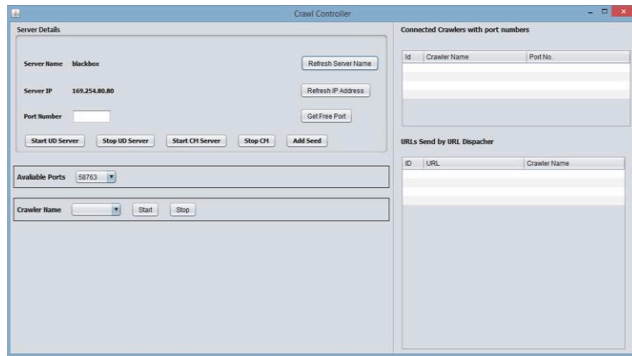 Crawl Controller
Server Details
Server Name blackbox Refresh Server Name
Server IP 169.254.80.80 Refresh IP Address
Port Number Get Free Port
Start UD Server Stop UD Server Start CM Server Stop CM Add Seed
Avaliable Ports 58763
Crawler Name Start Stop
Connected Crawlers with port numbers
Id Crawler Name Port No.
URLs Send by URL Dispacher
ID URL Crawler Name